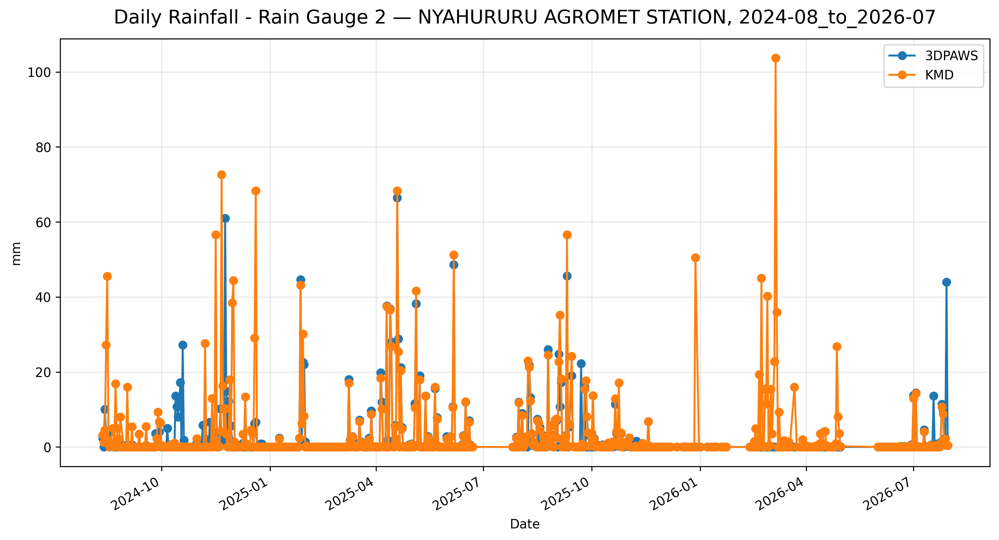 Daily Rainfall - Rain Gauge 2 — NYAHURURU AGROMET STATION, 2024-08_to_2026-07
3DPAWS
KMD
mm
100
80
60
40
20
0
2024-10
2025-01
2025-04
2025-07
2025-10
2026-01
2026-04
2026-07
Date